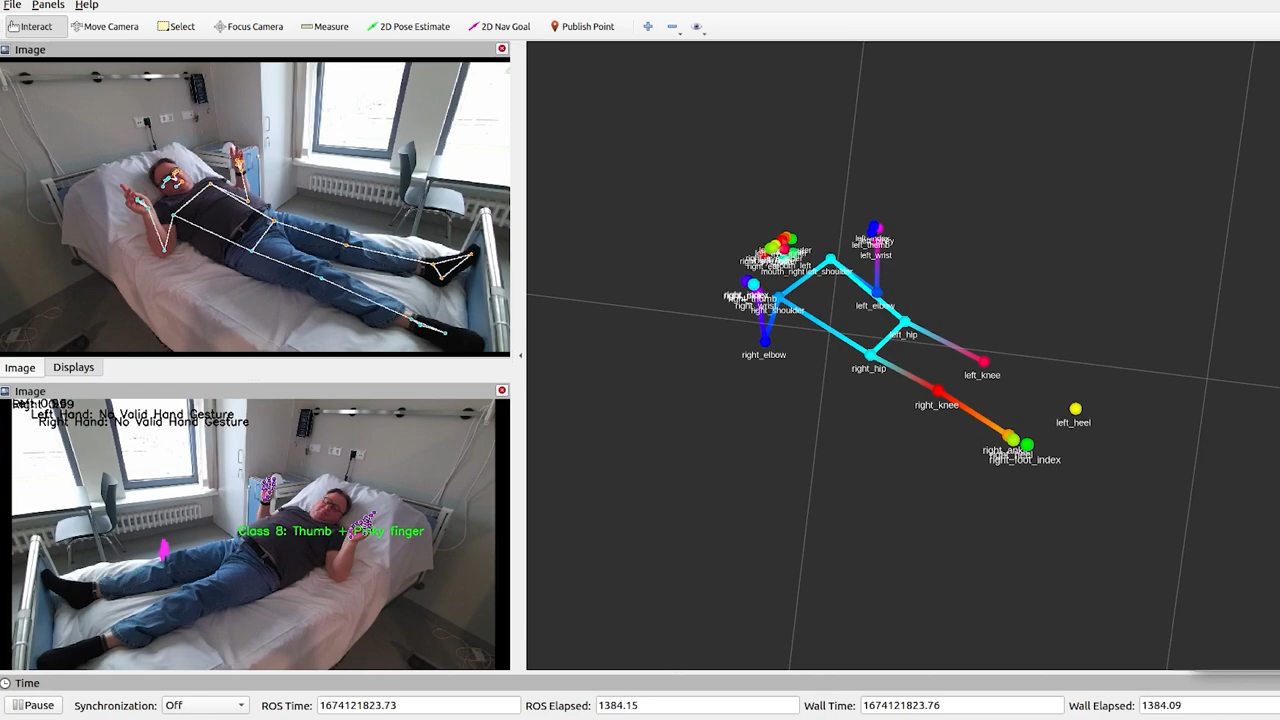 File Panels Help
Interact Move Camera Select Focus Camera Measure 2D Pose Estimate 2D Nav Goal Publish Point
Image
Image Displays
Image
Left Hand: No Valid Hand Gesture
Right Hand: No Valid Hand Gesture
Class 8: Thumb + Pinky finger
left_thumb
left_wrist
mouth_right
left_shoulder
right_index
right_wrist
right_shoulder
left_elbow
left_hip
right_elbow
right_hip
left_knee
right_knee
left_heel
right_ankle
right_foot_index
Time
Pause Synchronization: Off ROS Time: 1674121823.73 ROS Elapsed: 1384.15 Wall Time: 1674121823.76 Wall Elapsed: 1384.09